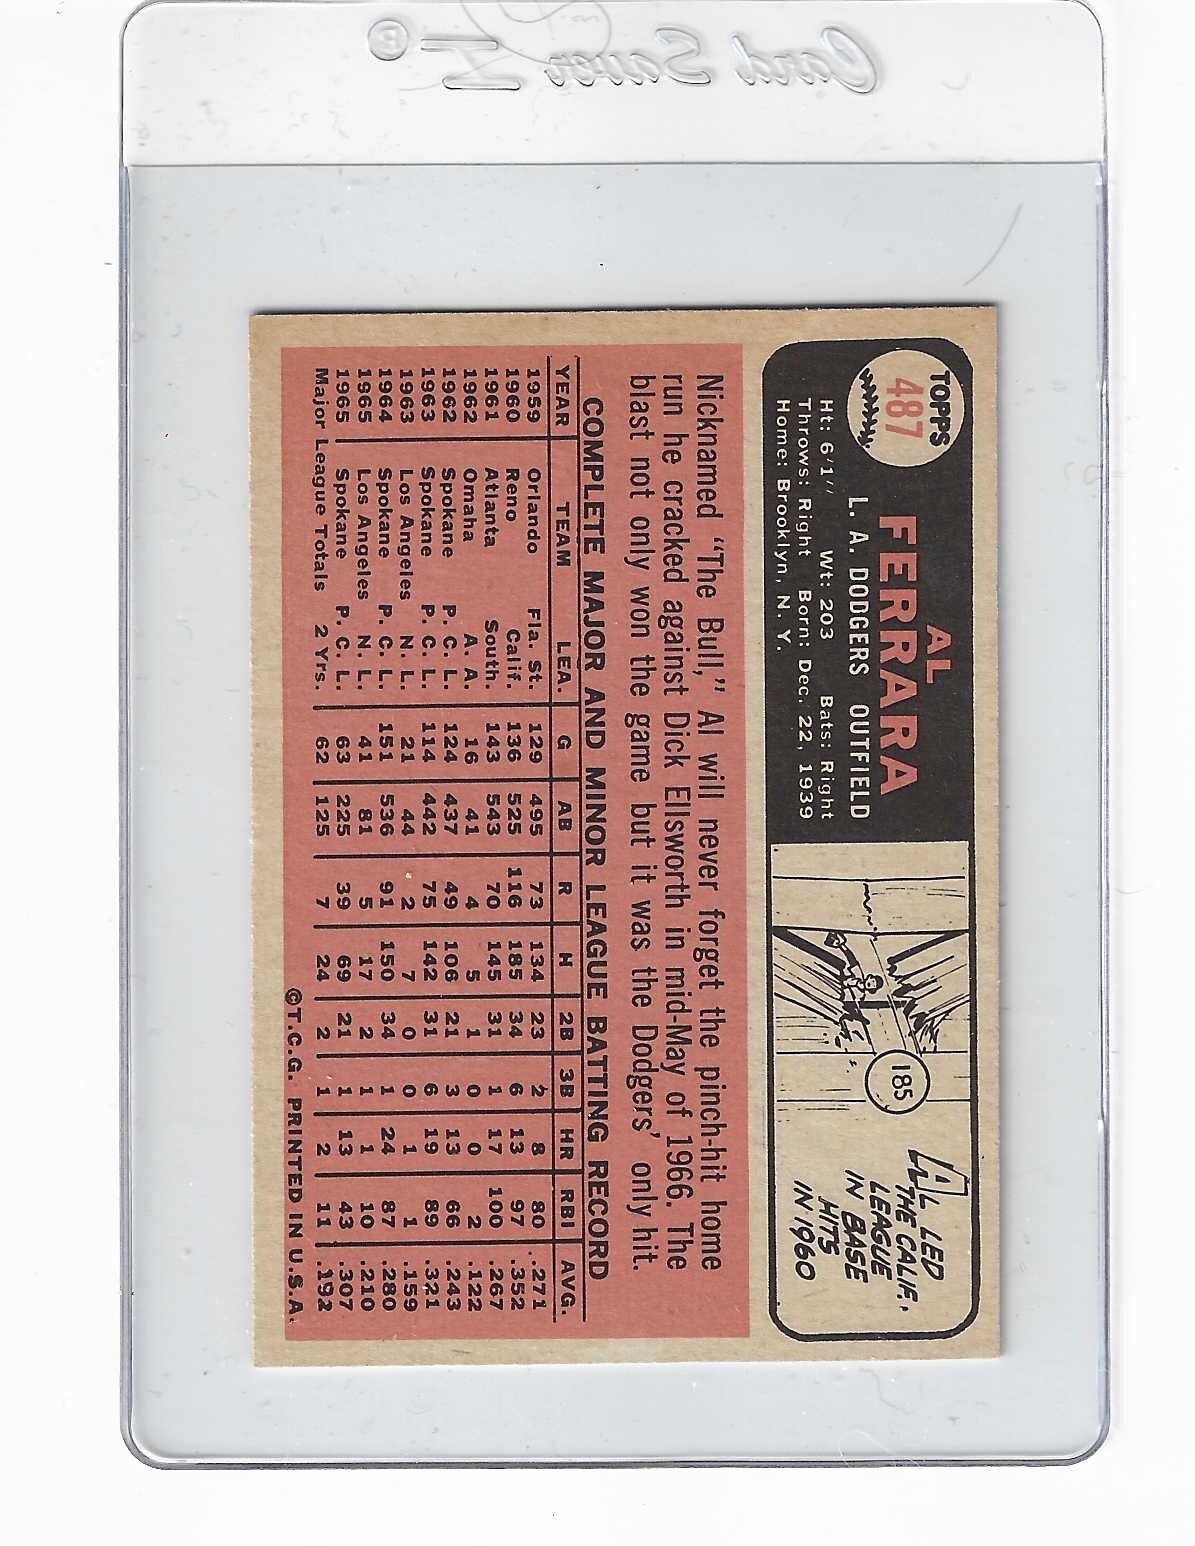 Card Saver I ®
TOPPS
487
AL
FERRARA
L. A. DODGERS OUTFIELD
Ht: 6'1" Wt: 203 Bats: Right
Throws: Right Born: Dec. 22, 1939
Home: Brooklyn, N. Y.
185
AL LED
THE CALIF.
LEAGUE
IN BASE
HITS
IN 1960
Nicknamed “The Bull,” Al will never forget the pinch-hit home
run he cracked against Dick Ellsworth in mid-May of 1966. The
blast not only won the game but it was the Dodgers' only hit.
COMPLETE MAJOR AND MINOR LEAGUE BATTING RECORD
YEAR TEAM LEA. G AB R H 2B 3B HR RBI AVG.
1959 Orlando Fla. St. 129 495 73 134 23 2 8 80 .271
1960 Reno Calif. 136 525 116 185 34 6 13 97 .352
1961 Atlanta South. 143 543 70 145 31 1 17 100 .267
1962 Omaha A. A. 16 41 4 5 1 0 0 2 .122
1962 Spokane P. C. L. 124 437 49 106 21 3 13 66 .243
1963 Spokane P. C. L. 114 442 75 142 31 6 19 89 .321
1963 Los Angeles N. L. 21 44 2 7 0 0 1 1 .159
1964 Spokane P. C. L. 151 536 91 150 34 1 24 87 .280
1965 Los Angeles N. L. 41 81 5 17 2 1 1 10 .210
1965 Spokane P. C. L. 63 225 39 69 21 1 13 43 .307
Major League Totals 2 Yrs. 62 125 7 24 2 1 2 11 .192
©T.C.G. PRINTED IN U.S.A.